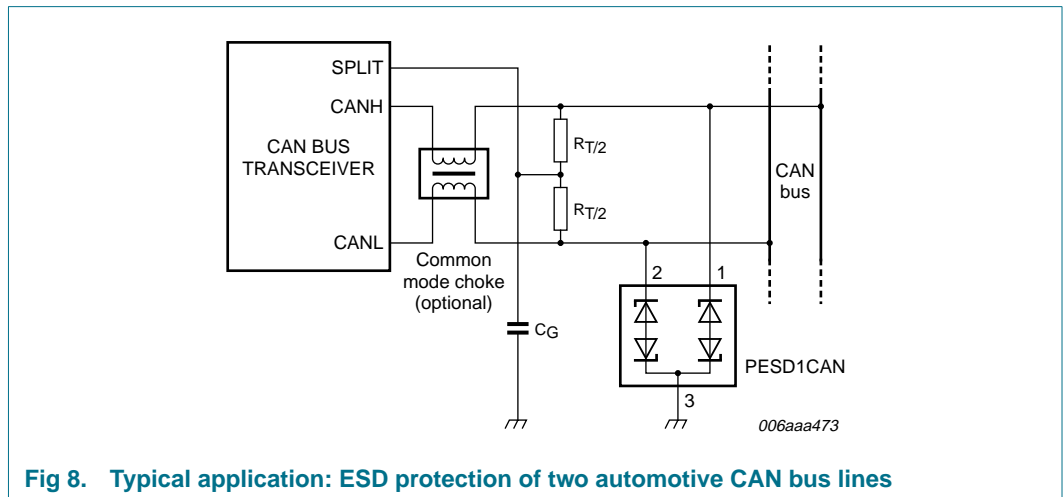 SPLIT
CANH
CAN BUS
TRANSCEIVER
CANL
Common
mode choke
(optional)
RT/2
RT/2
CG
CAN
bus
2
1
3
PESD1CAN
006aaa473
Fig 8. Typical application: ESD protection of two automotive CAN bus lines